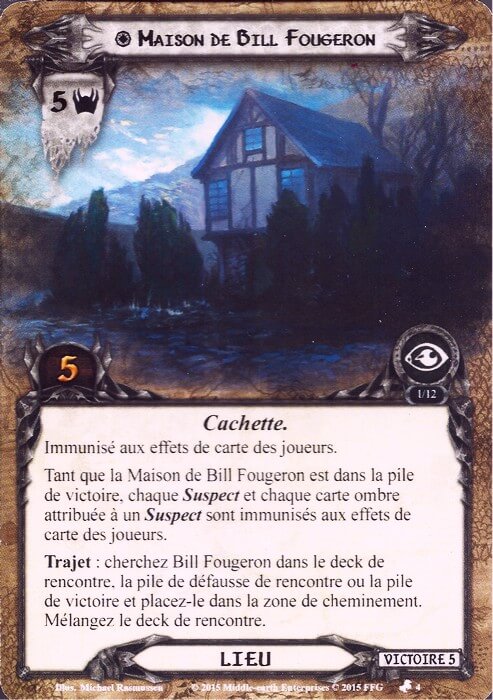 MAISON DE BILL FOUGERON
5
5
1/12
Cachette.
Immunisé aux effets de carte des joueurs.
Tant que la Maison de Bill Fougeron est dans la pile
de victoire, chaque Suspect et chaque carte ombre
attribuée à un Suspect sont immunisés aux effets de
carte des joueurs.
Trajet : cherchez Bill Fougeron dans le deck de
rencontre, la pile de défausse de rencontre ou la pile
de victoire et placez-le dans la zone de cheminement.
Mélangez le deck de rencontre.
LIEU
VICTOIRE 5
Illus. Michael Rasmussen © 2015 Middle-earth Enterprises © 2015 FFG 4